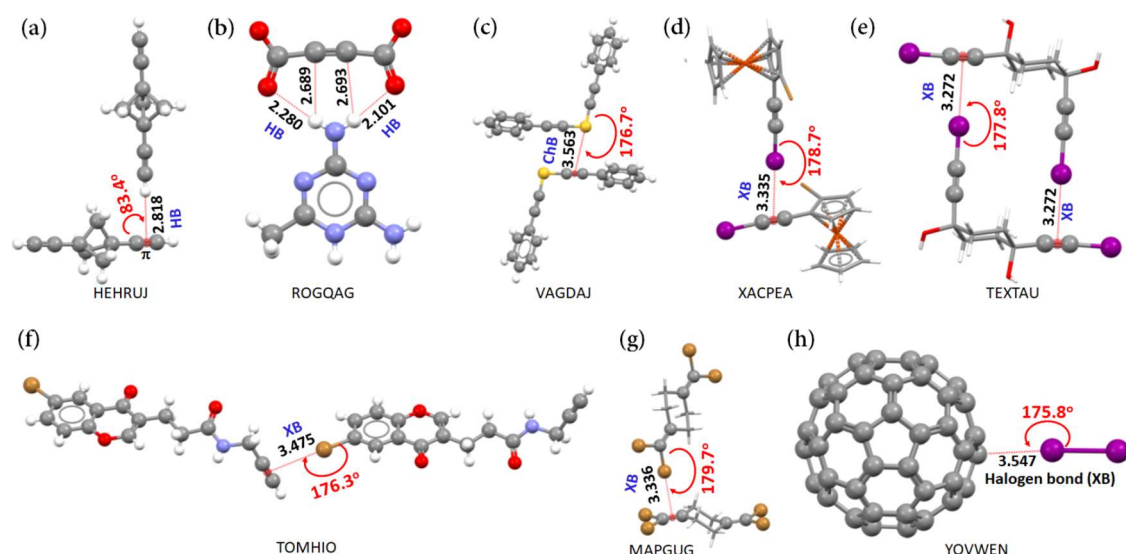 (a)
83.4°
2.818
HB
π
HEHRUJ
(b)
2.689
2.693
2.280
HB
2.101
HB
ROGQAG
(c)
ChB
3.563
176.7°
VAGDAJ
(d)
178.7°
XB
3.335
XACPEA
(e)
XB
3.272
177.8°
3.272
XB
TEXTAU
(f)
XB
3.475
176.3°
TOMHIO
(g)
XB
3.336
179.7°
MAPGUG
(h)
175.8°
3.547
Halogen bond (XB)
YOVWEN